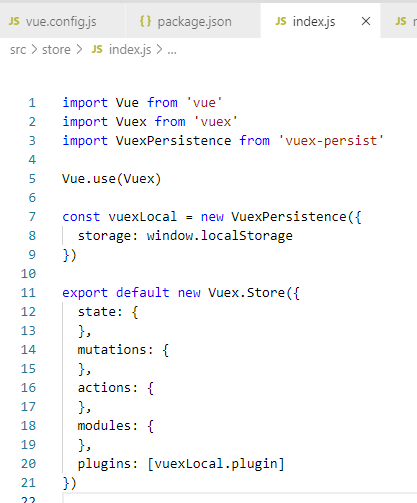 JS vue.config.js { } package.json JS index.js × JS
src > store > JS index.js > ...
1 import Vue from 'vue'
2 import Vuex from 'vuex'
3 import VuexPersistence from 'vuex-persist'
4
5 Vue.use(Vuex)
6
7 const vuexLocal = new VuexPersistence({
8   storage: window.localStorage
9 })
10
11 export default new Vuex.Store({
12   state: {
13   },
14   mutations: {
15   },
16   actions: {
17   },
18   modules: {
19   },
20   plugins: [vuexLocal.plugin]
21 })
22